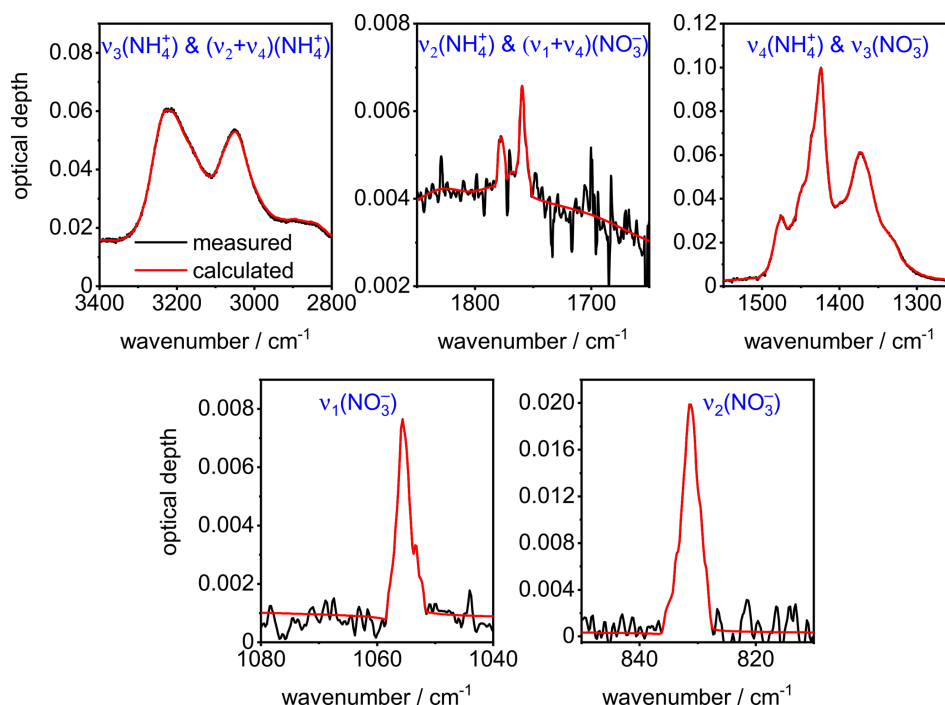 ν₃(NH₄⁺) & (ν₂+ν₄)(NH₄⁺)
0.08
0.06
0.04
0.02
0
optical depth
measured
calculated
3400 3200 3000 2800
wavenumber / cm⁻¹
ν₂(NH₄⁺) & (ν₁+ν₄)(NO₃⁻)
0.008
0.006
0.004
0.002
1800 1700
wavenumber / cm⁻¹
ν₄(NH₄⁺) & ν₃(NO₃⁻)
0.12
0.10
0.08
0.06
0.04
0.02
0
1500 1400 1300
wavenumber / cm⁻¹
ν₁(NO₃⁻)
0.008
0.006
0.004
0.002
0
optical depth
1080 1060 1040
wavenumber / cm⁻¹
ν₂(NO₃⁻)
0.020
0.016
0.012
0.008
0.004
0
840 820
wavenumber / cm⁻¹